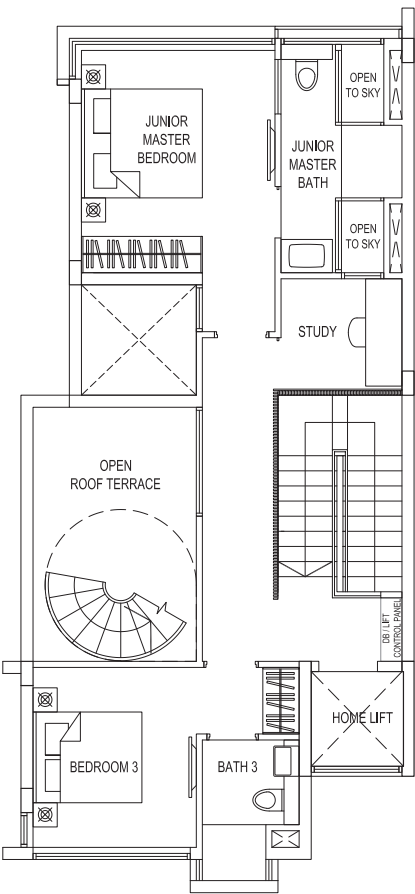 OPEN
TO SKY
JUNIOR
MASTER
BEDROOM
JUNIOR
MASTER
BATH
OPEN
TO SKY
STUDY
OPEN
ROOF TERRACE
DB / LIFT
CONTROL PANEL
HOME LIFT
BEDROOM 3
BATH 3